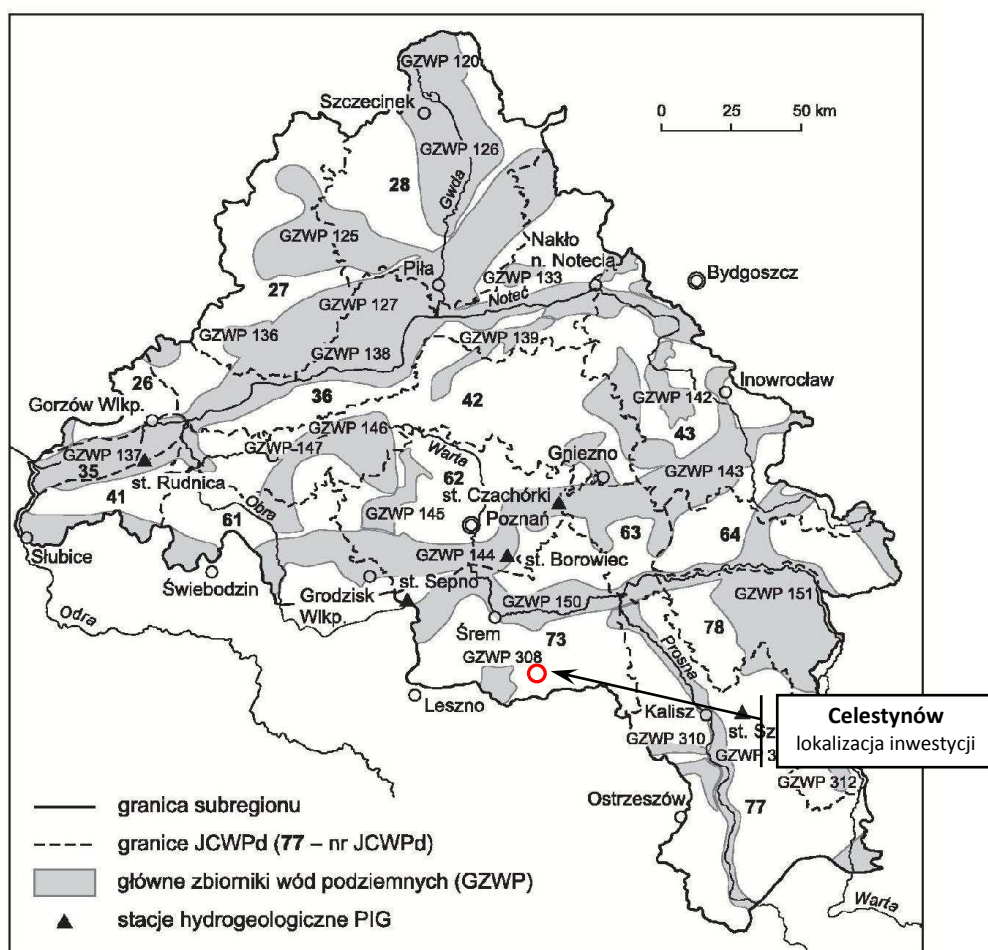 GZWP 120
Szczecinek
0 25 50 km
GZWP 126
28
Gwda
GZWP 125
Nakło
n. Notecią
Piła
GZWP 133
Bydgoszcz
27
GZWP 127
Noteć
GZWP 136
GZWP 139
GZWP 138
26
36
Inowrocław
GZWP 142
Gorzów Wlkp.
42
43
GZWP 146
GZWP 147
Warta
GZWP 137
35
Gniezno
GZWP 143
st. Rudnica
62
st. Czachórki
41
Obra
GZWP 145
Poznań
61
63
64
Słubice
GZWP 144
st. Borowiec
Świebodzin
st. Sepno
Grodzisk
Wlkp.
GZWP 150
GZWP 151
Odra
Śrem
73
78
Prosna
GZWP 308
Leszno
Kalisz
st. Sz
Celestynów
lokalizacja inwestycji
GZWP 310
GZWP 3
GZWP 312
Ostrzeszów
77
Warta
granica subregionu
granice JCWPd (77 – nr JCWPd)
główne zbiorniki wód podziemnych (GZWP)
stacje hydrogeologiczne PIG